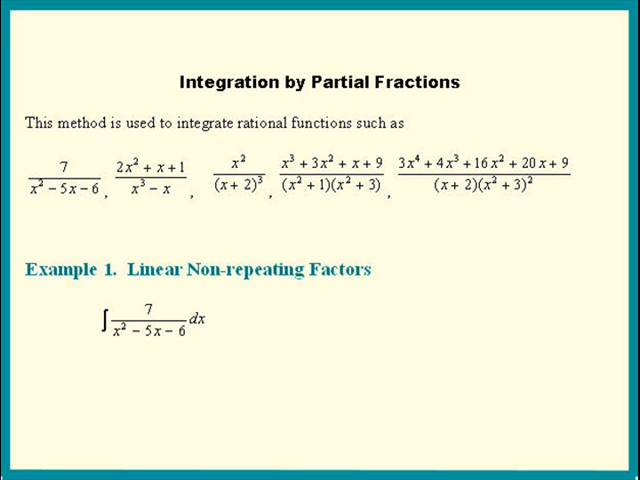 Integration by Partial Fractions
This method is used to integrate rational functions such as
7/(x² − 5x − 6), (2x² + x + 1)/(x³ − x), x²/(x + 2)³, (x³ + 3x² + x + 9)/((x² + 1)(x² + 3)), (3x⁴ + 4x³ + 16x² + 20x + 9)/((x + 2)(x² + 3)²)
Example 1. Linear Non-repeating Factors
∫ 7/(x² − 5x − 6) dx